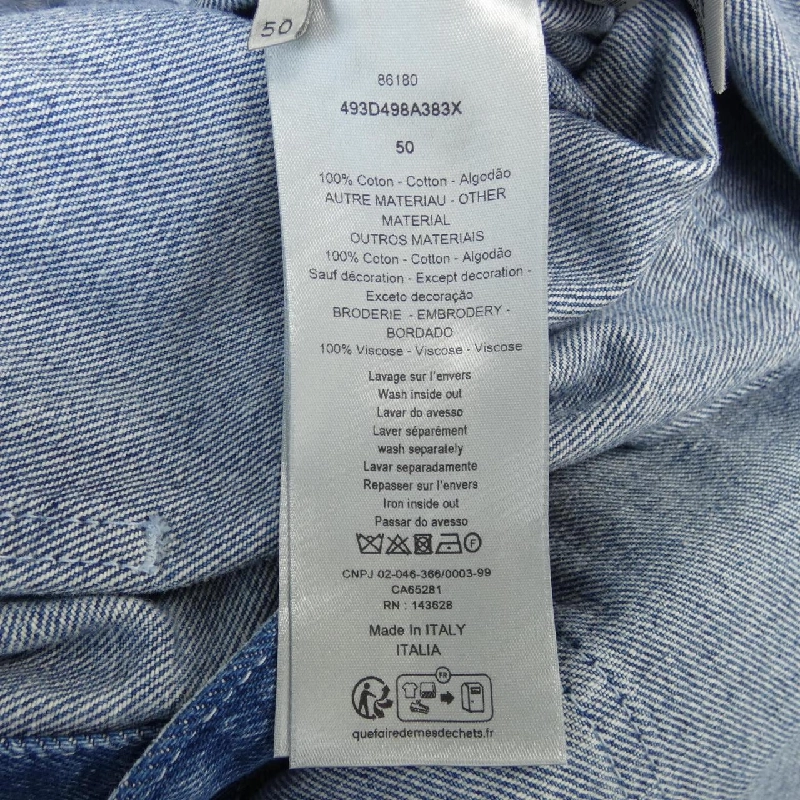 50
86180
493D498A383X
50
100% Coton - Cotton - Algodão
AUTRE MATERIAU - OTHER
MATERIAL
OUTROS MATERIAIS
100% Coton - Cotton - Algodão
Sauf décoration - Except decoration -
Exceto decoração
BRODERIE - EMBRODERY -
BORDADO
100% Viscose - Viscose - Viscose
Lavage sur l'envers
Wash inside out
Lavar do avesso
Laver séparément
wash separately
Lavar separadamente
Repasser sur l'envers
Iron inside out
Passar do avesso
F
CNPJ 02-046-366/0003-99
CA65281
RN : 143628
Made In ITALY
ITALIA
FR
quefairedemesdechets.fr